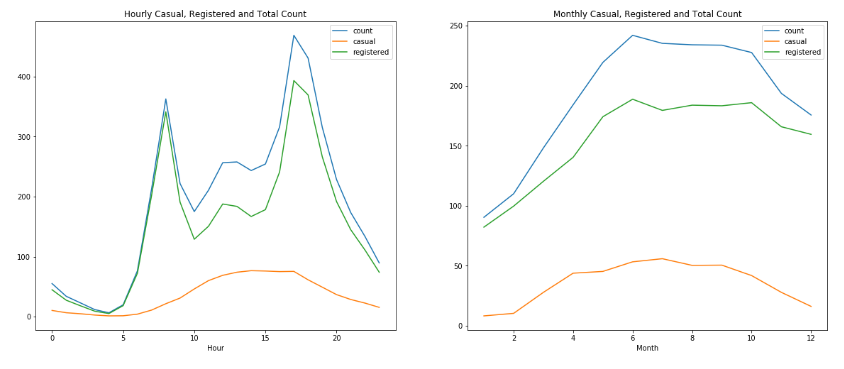 Hourly Casual, Registered and Total Count
count
casual
registered
400
300
200
100
0
0
5
10
15
20
Hour
Monthly Casual, Registered and Total Count
count
casual
registered
250
200
150
100
50
0
2
4
6
8
10
12
Month